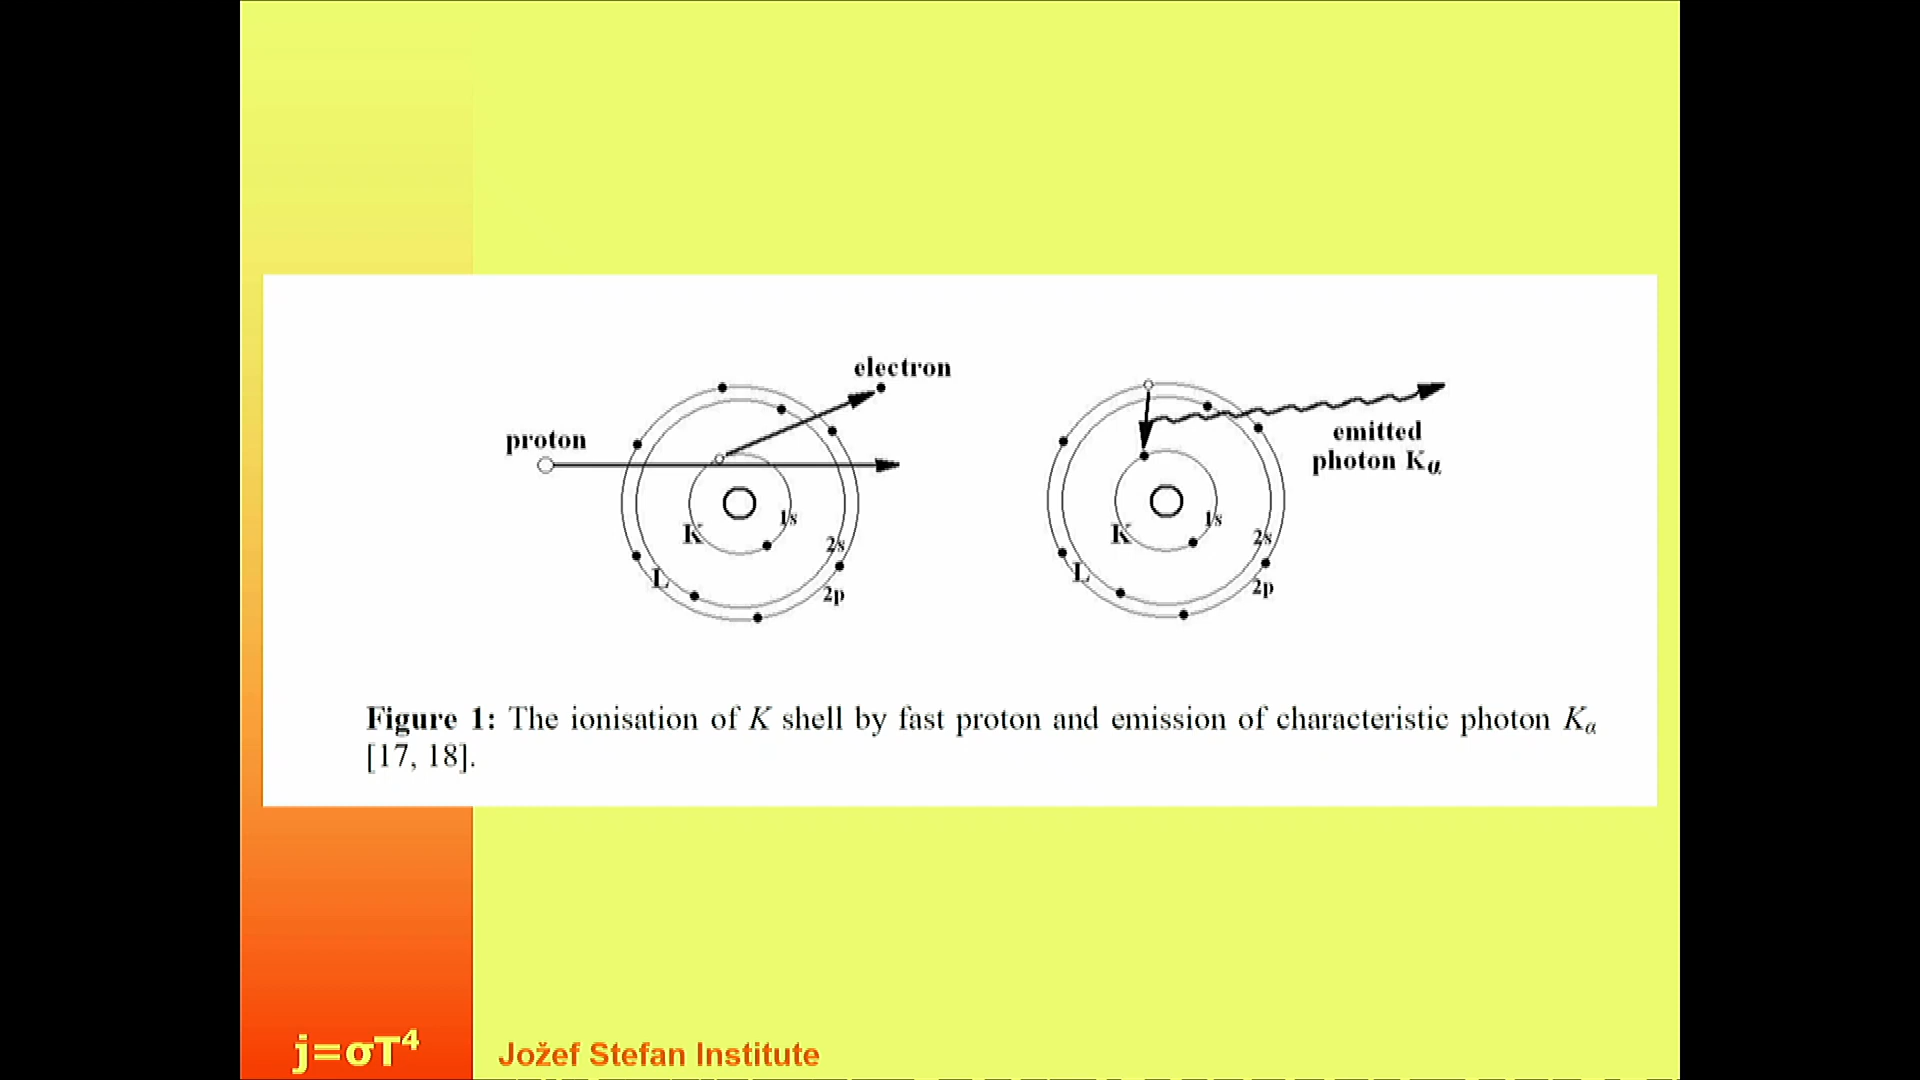 electron
proton
K
1s
2s
L
2p
emitted
photon Kα
K
1s
2s
L
2p
Figure 1: The ionisation of K shell by fast proton and emission of characteristic photon Kα
[17, 18].
j=σT⁴
Jožef Stefan Institute